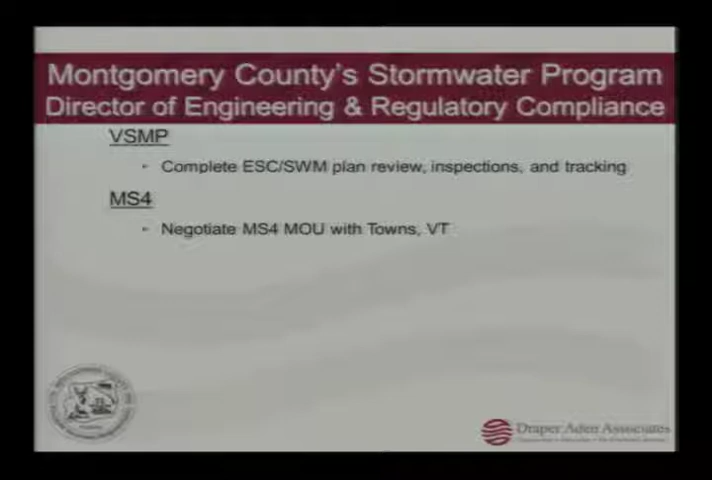 Montgomery County's Stormwater Program
Director of Engineering & Regulatory Compliance
VSMP
- Complete ESC/SWM plan review, inspections, and tracking
MS4
- Negotiate MS4 MOU with Towns, VT
Draper Aden Associates